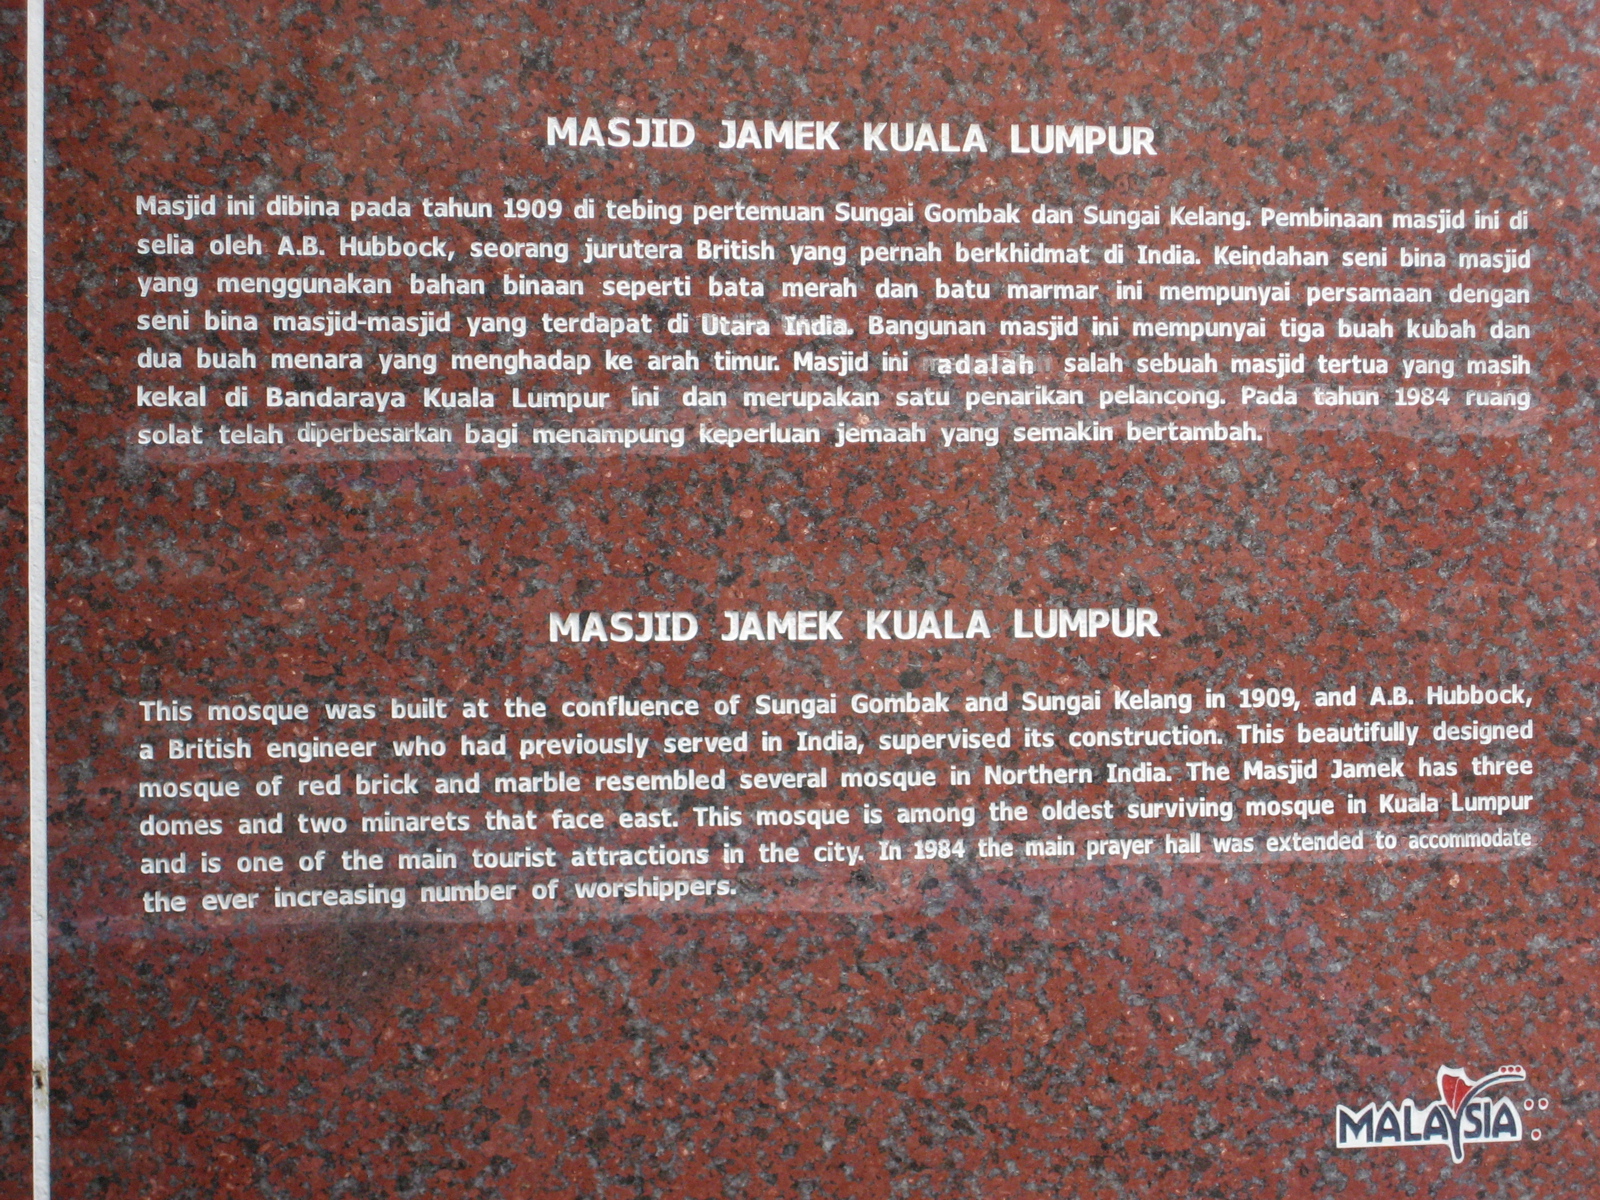 MASJID JAMEK KUALA LUMPUR
Masjid ini dibina pada tahun 1909 di tebing pertemuan Sungai Gombak dan Sungai Kelang. Pembinaan masjid ini di
selia oleh A.B. Hubbock, seorang jurutera British yang pernah berkhidmat di India. Keindahan seni bina masjid
yang menggunakan bahan binaan seperti bata merah dan batu marmar ini mempunyai persamaan dengan
seni bina masjid-masjid yang terdapat di Utara India. Bangunan masjid ini mempunyai tiga buah kubah dan
dua buah menara yang menghadap ke arah timur. Masjid ini adalah salah sebuah masjid tertua yang masih
kekal di Bandaraya Kuala Lumpur ini dan merupakan satu penarikan pelancong. Pada tahun 1984 ruang
solat telah diperbesarkan bagi menampung keperluan jemaah yang semakin bertambah.
MASJID JAMEK KUALA LUMPUR
This mosque was built at the confluence of Sungai Gombak and Sungai Kelang in 1909, and A.B. Hubbock,
a British engineer who had previously served in India, supervised its construction. This beautifully designed
mosque of red brick and marble resembled several mosque in Northern India. The Masjid Jamek has three
domes and two minarets that face east. This mosque is among the oldest surviving mosque in Kuala Lumpur
and is one of the main tourist attractions in the city. In 1984 the main prayer hall was extended to accommodate
the ever increasing number of worshippers.
MALAYSIA